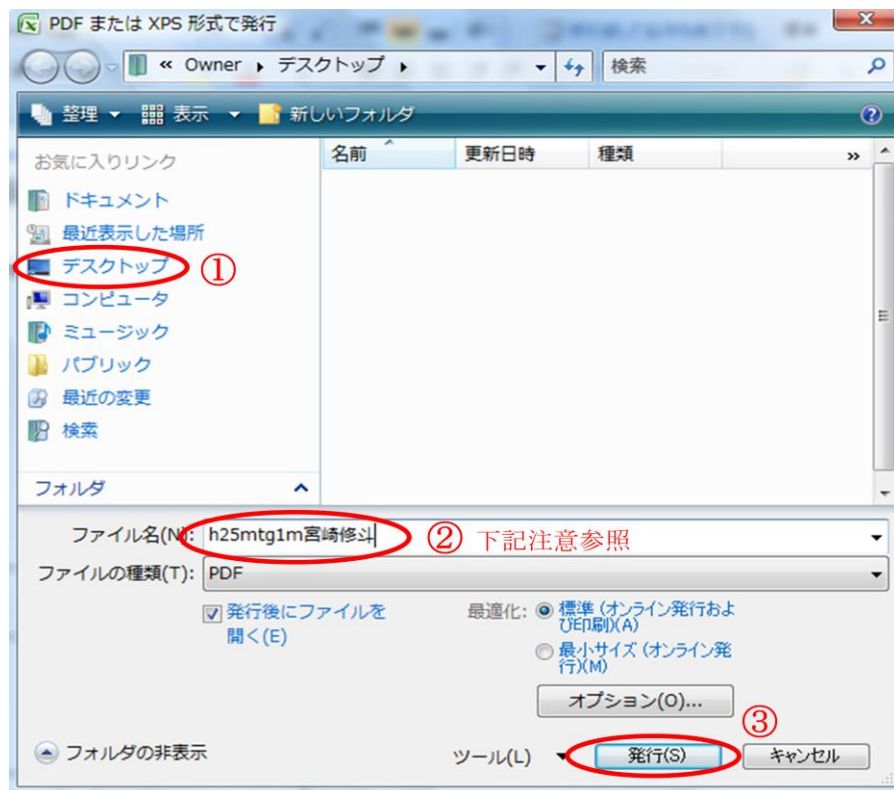 PDF または XPS 形式で発行
« Owner ▸ デスクトップ ▸ 検索
整理 ▼ 表示 ▼ 新しいフォルダ
お気に入りリンク 名前 更新日時 種類 »
ドキュメント
最近表示した場所
デスクトップ ①
コンピュータ
ミュージック
パブリック
最近の変更
検索
フォルダ
ファイル名(N): h25mtg1m宮崎修斗 ② 下記注意参照
ファイルの種類(T): PDF
発行後にファイルを
開く(E)
最適化: 標準 (オンライン発行およ
び印刷)(A)
最小サイズ (オンライン発
行)(M)
オプション(O)...
③
フォルダの非表示 ツール(L) ▼ 発行(S) キャンセル